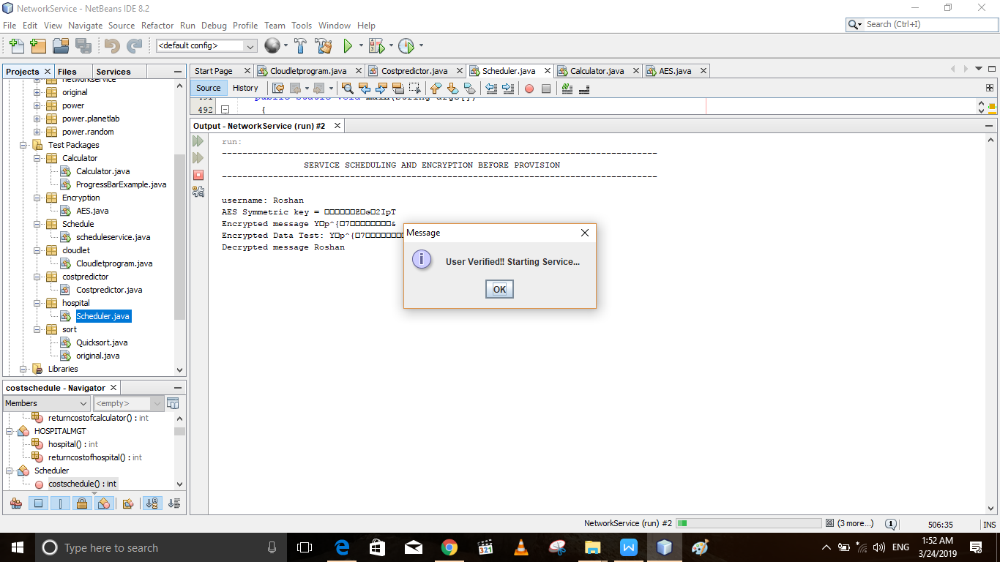 NetworkService - NetBeans IDE 8.2
File Edit View Navigate Source Refactor Run Debug Profile Team Tools Window Help
Search (Ctrl+I)
<default config>
Projects Files Services
networkservice
original
power
power.planetlab
power.random
Test Packages
Calculator
Calculator.java
ProgressBarExample.java
Encryption
AES.java
Schedule
scheduleservice.java
cloudlet
Cloudletprogram.java
costpredictor
Costpredictor.java
hospital
Scheduler.java
sort
Quicksort.java
original.java
Libraries
costschedule - Navigator
Members <empty>
returncostofcalculator() : int
HOSPITALMGT
hospital() : int
returncostofhospital() : int
Scheduler
costschedule() : int
Start Page Cloudletprogram.java Costpredictor.java Scheduler.java Calculator.java AES.java
Source History
491 public static void main(String args[])
492 {
Output - NetworkService (run) #2
run:
SERVICE SCHEDULING AND ENCRYPTION BEFORE PROVISION
username: Roshan
AES Symmetric key = □□□□□□Z□G□2IpT
Encrypted message Y□p^{□7□□□□□□□□&
Encrypted Data Test: Y□p^{□7□□□□□□□
Decrypted message Roshan
Message
User Verified!! Starting Service...
OK
NetworkService (run) #2 (3 more...) 1 506:35 INS
Type here to search
321
ENG
1:52 AM
3/24/2019